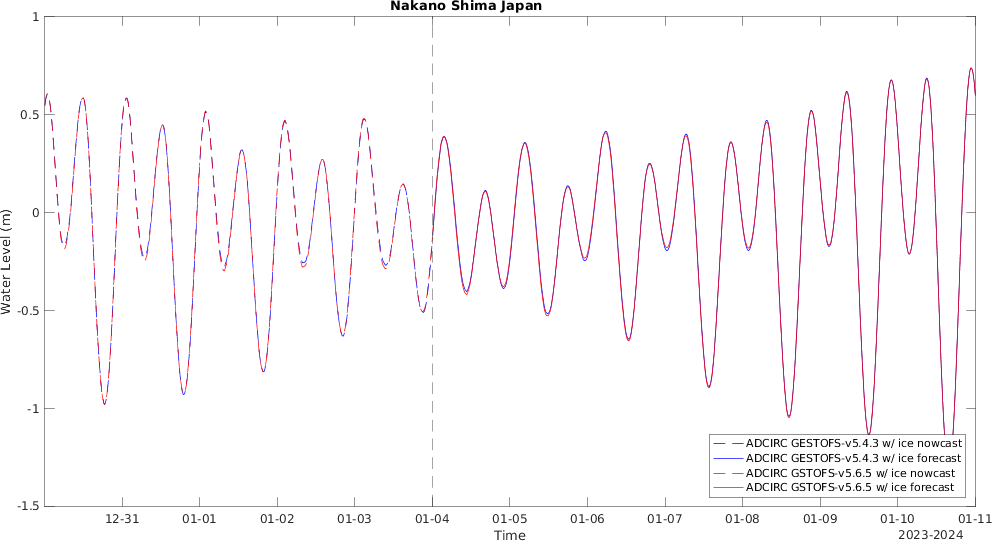 Nakano Shima Japan
1
0.5
0
-0.5
-1
-1.5
Water Level (m)
12-31
01-01
01-02
01-03
01-04
01-05
01-06
01-07
01-08
01-09
01-10
01-11
Time
2023-2024
ADCIRC GESTOFS-v5.4.3 w/ ice nowcast
ADCIRC GESTOFS-v5.4.3 w/ ice forecast
ADCIRC GSTOFS-v5.6.5 w/ ice nowcast
ADCIRC GSTOFS-v5.6.5 w/ ice forecast